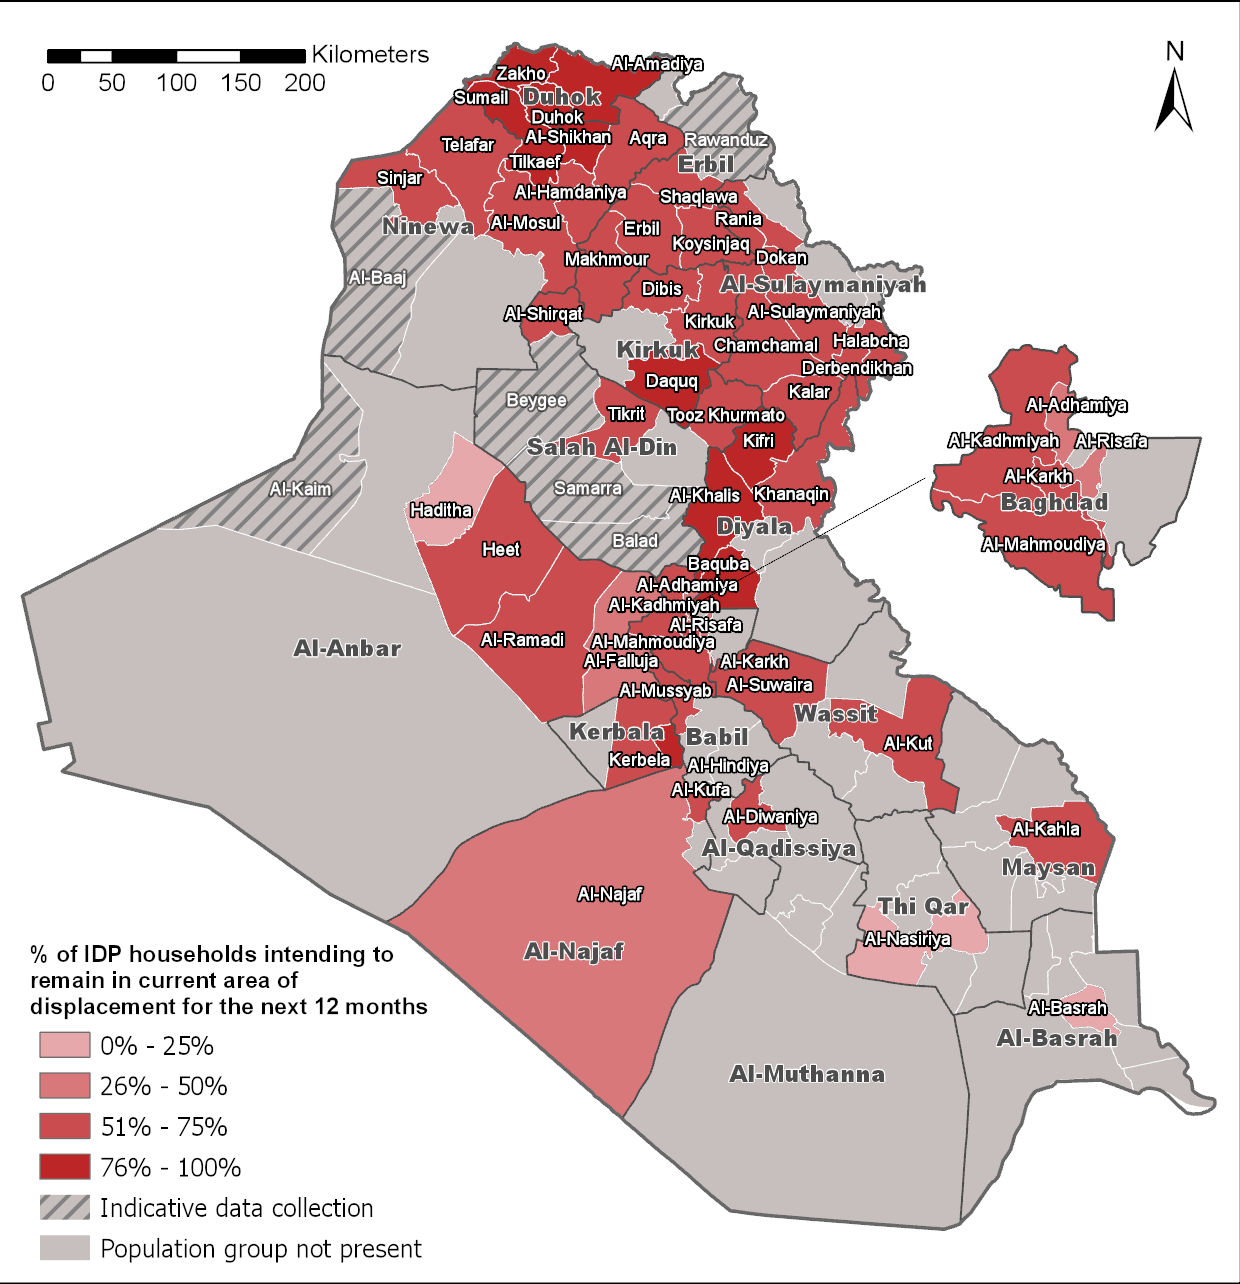 Kilometers
0 50 100 150 200
N
Al-Amadiya
Zakho
Sumail
Duhok
Duhok
Al-Shikhan
Aqra
Rawanduz
Telafar
Tilkaef
Erbil
Sinjar
Al-Hamdaniya
Shaqlawa
Ninewa
Al-Mosul
Erbil
Rania
Koysinjaq
Makhmour
Dokan
Al-Baaj
Dibis
Al-Sulaymaniyah
Al-Shirqat
Kirkuk
Al-Sulaymaniyah
Kirkuk
Chamchamal
Halabcha
Derbendikhan
Daquq
Kalar
Beygee
Tikrit
Tooz Khurmato
Salah Al-Din
Kifri
Al-Adhamiya
Al-Kadhmiyah
Al-Risafa
Al-Karkh
Baghdad
Al-Mahmoudiya
Al-Kaim
Samarra
Al-Khalis
Khanaqin
Haditha
Diyala
Heet
Balad
Baquba
Al-Adhamiya
Al-Kadhmiyah
Al-Risafa
Al-Anbar
Al-Ramadi
Al-Mahmoudiya
Al-Falluja
Al-Karkh
Al-Mussyab
Al-Suwaira
Wassit
Kerbala
Babil
Al-Kut
Kerbela
Al-Hindiya
Al-Kufa
Al-Diwaniya
Al-Kahla
Al-Qadissiya
Maysan
Al-Najaf
Thi Qar
Al-Najaf
Al-Nasiriya
Al-Basrah
Al-Basrah
Al-Muthanna
% of IDP households intending to
remain in current area of
displacement for the next 12 months
0% - 25%
26% - 50%
51% - 75%
76% - 100%
Indicative data collection
Population group not present